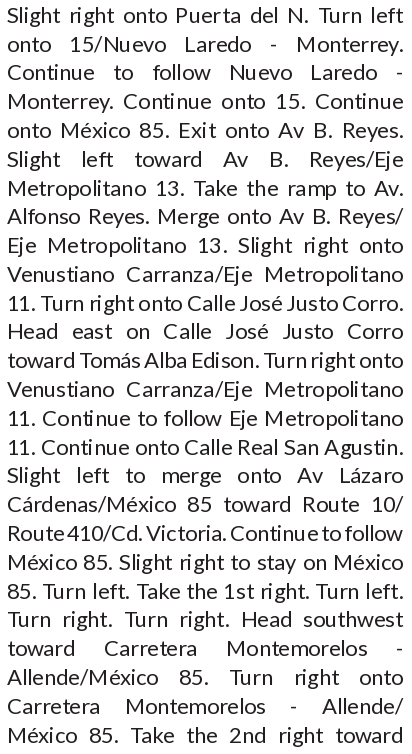 Slight right onto Puerta del N. Turn left
onto 15/Nuevo Laredo - Monterrey.
Continue to follow Nuevo Laredo -
Monterrey. Continue onto 15. Continue
onto México 85. Exit onto Av B. Reyes.
Slight left toward Av B. Reyes/Eje
Metropolitano 13. Take the ramp to Av.
Alfonso Reyes. Merge onto Av B. Reyes/
Eje Metropolitano 13. Slight right onto
Venustiano Carranza/Eje Metropolitano
11. Turn right onto Calle José Justo Corro.
Head east on Calle José Justo Corro
toward Tomás Alba Edison. Turn right onto
Venustiano Carranza/Eje Metropolitano
11. Continue to follow Eje Metropolitano
11. Continue onto Calle Real San Agustin.
Slight left to merge onto Av Lázaro
Cárdenas/México 85 toward Route 10/
Route 410/Cd. Victoria. Continue to follow
México 85. Slight right to stay on México
85. Turn left. Take the 1st right. Turn left.
Turn right. Turn right. Head southwest
toward Carretera Montemorelos -
Allende/México 85. Turn right onto
Carretera Montemorelos - Allende/
México 85. Take the 2nd right toward